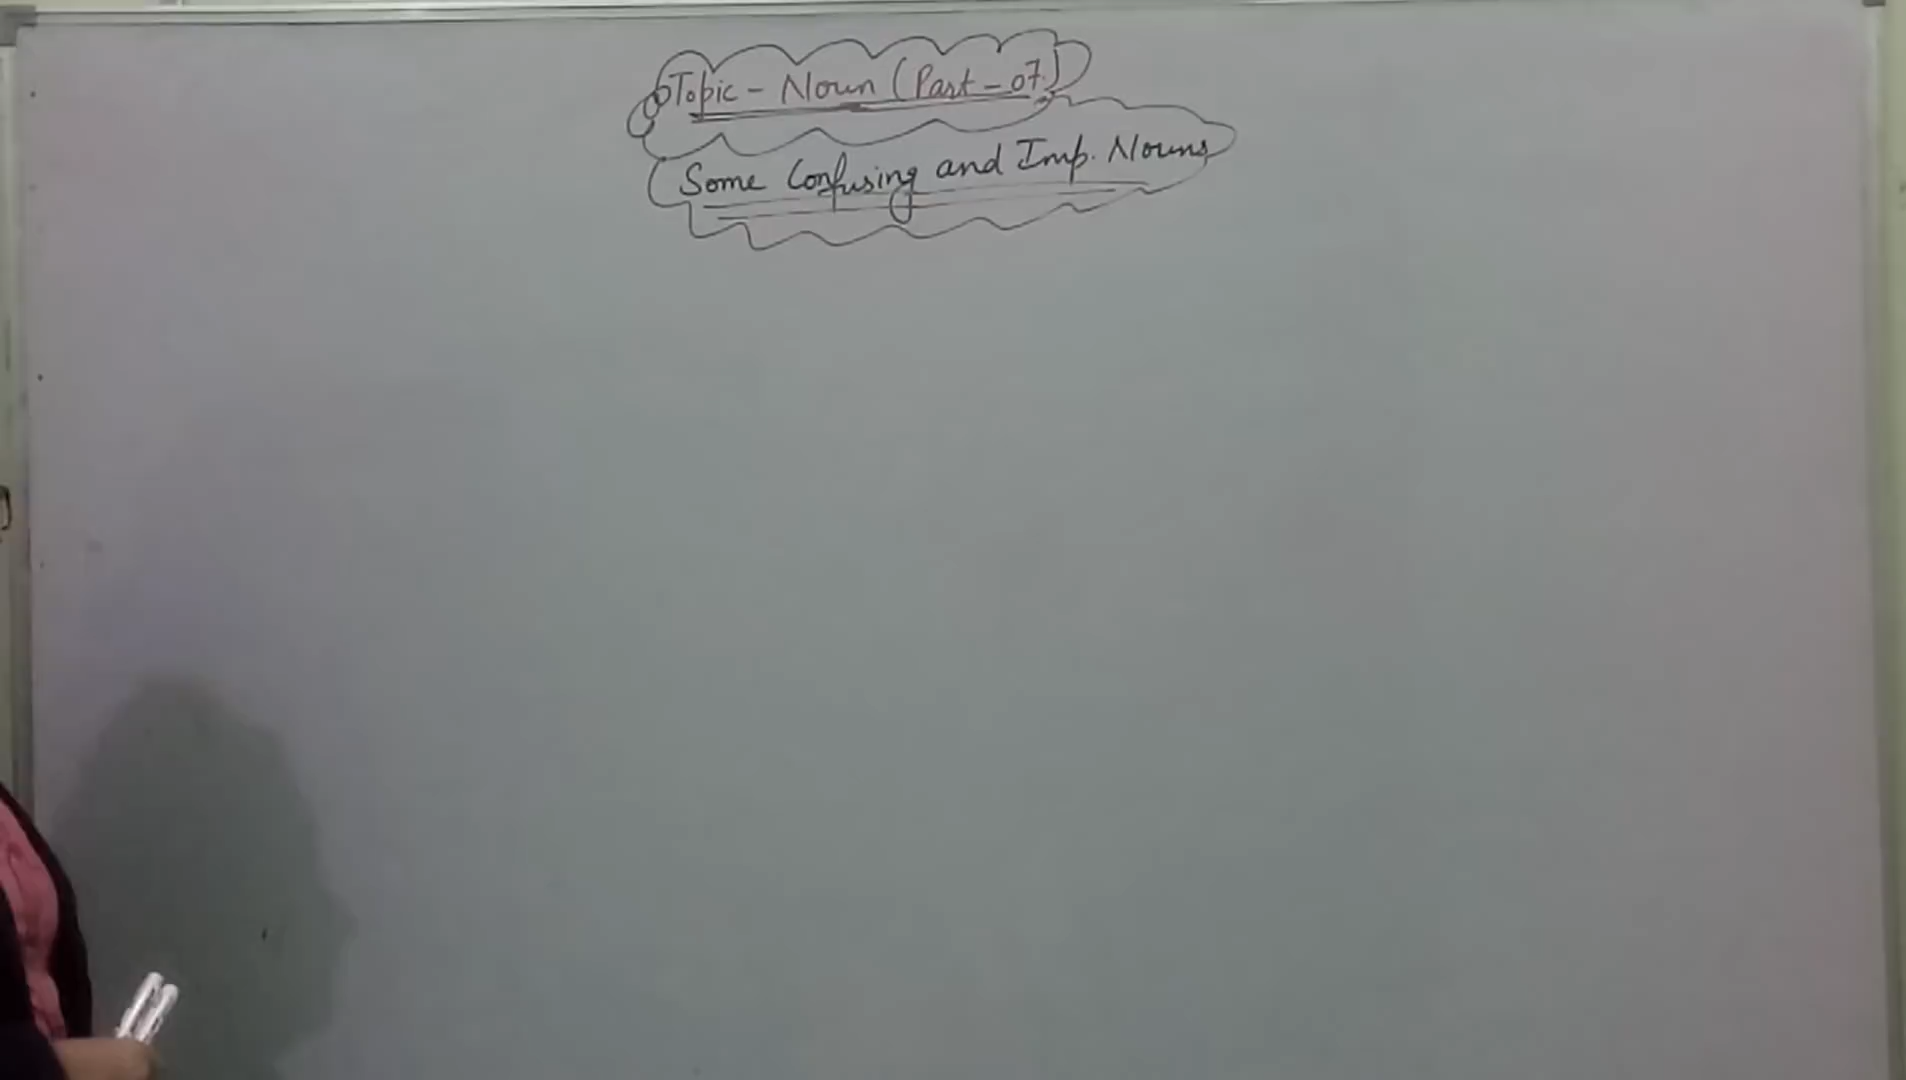 Topic - Noun (Part - 07)
(Some Confusing and Imp. Nouns